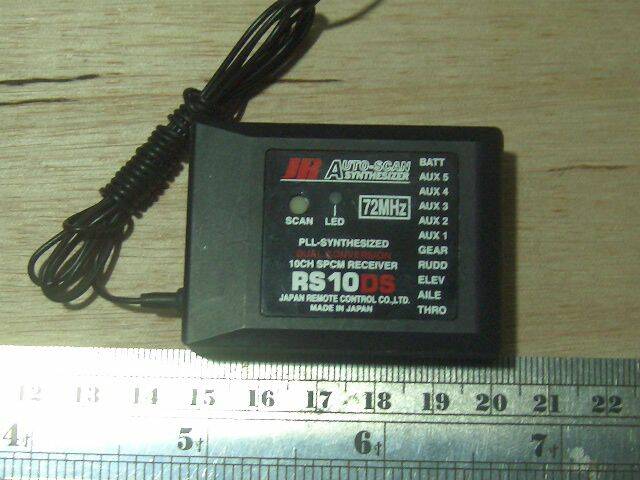 JR AUTO-SCAN
SYNTHESIZER
SCAN LED 72MHz
PLL-SYNTHESIZED
DUAL CONVERSION
10CH SPCM RECEIVER
RS10DS
JAPAN REMOTE CONTROL CO.,LTD.
MADE IN JAPAN
BATT
AUX 5
AUX 4
AUX 3
AUX 2
AUX 1
GEAR
RUDD
ELEV
AILE
THRO
12 13 14 15 16 17 18 19 20 21 22
4 5 6 7